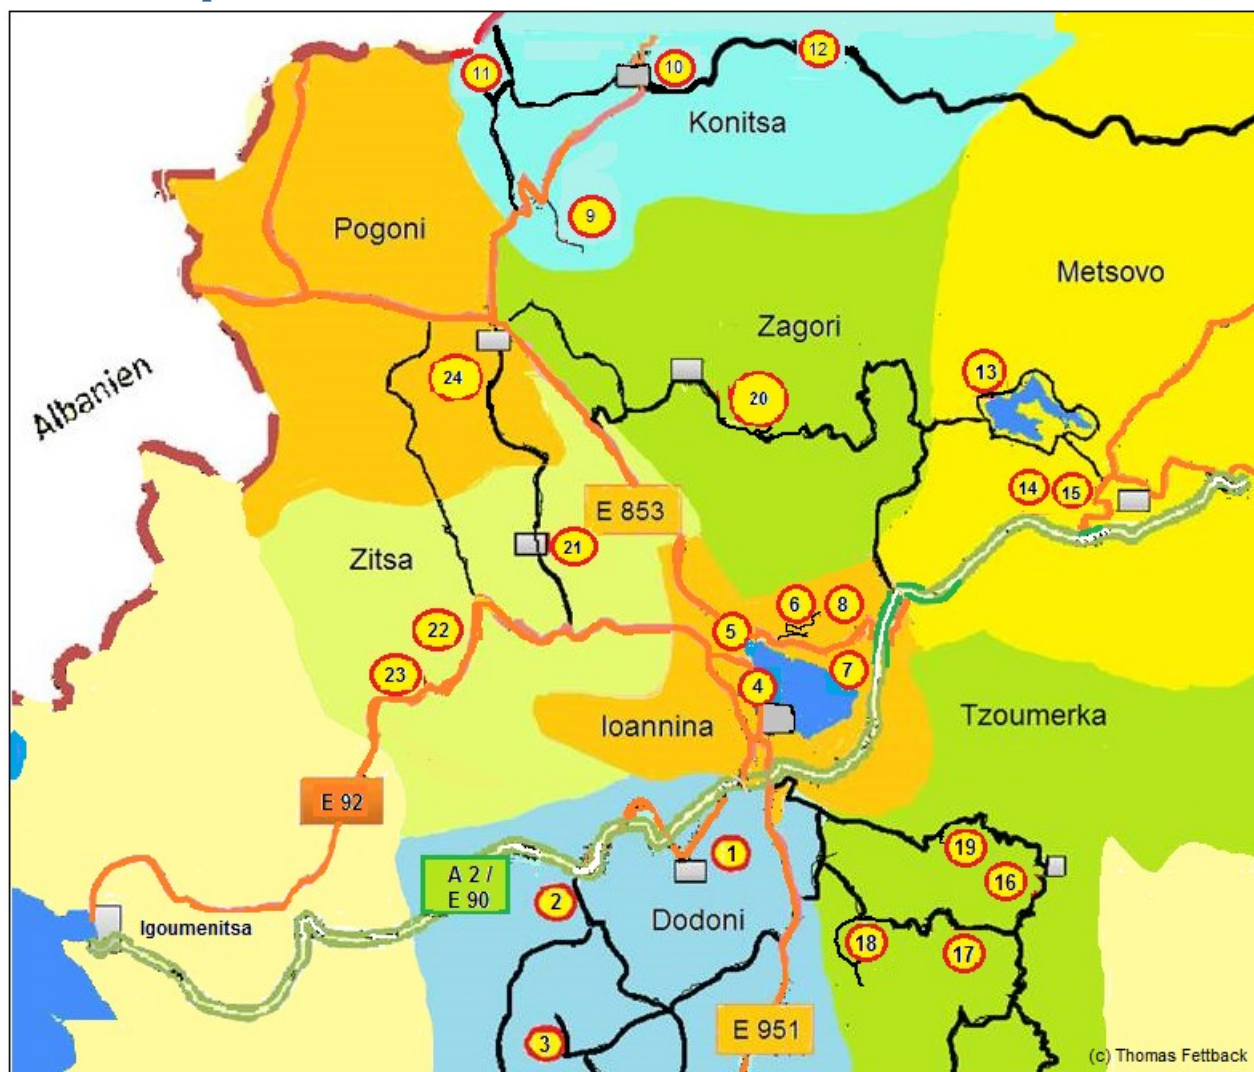 11
10
12
Konitsa
9
Pogoni
Metsovo
Zagori
Albanien
24
20
13
14
15
E 853
21
Zitsa
22
23
5
6
8
7
4
Ioannina
Tzoumerka
E 92
A 2 /
E 90
1
2
Dodoni
19
16
18
17
Igoumenitsa
3
E 951
(c) Thomas Fettback